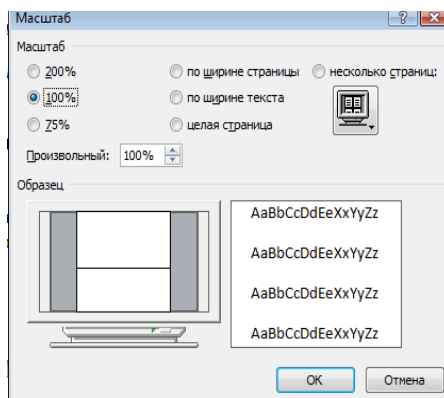 Масштаб
Масштаб
200% по ширине страницы несколько страниц:
100% по ширине текста
75% целая страница
Произвольный: 100%
Образец
AaBbCcDdEeXxYyZz
AaBbCcDdEeXxYyZz
AaBbCcDdEeXxYyZz
AaBbCcDdEeXxYyZz
ОК Отмена